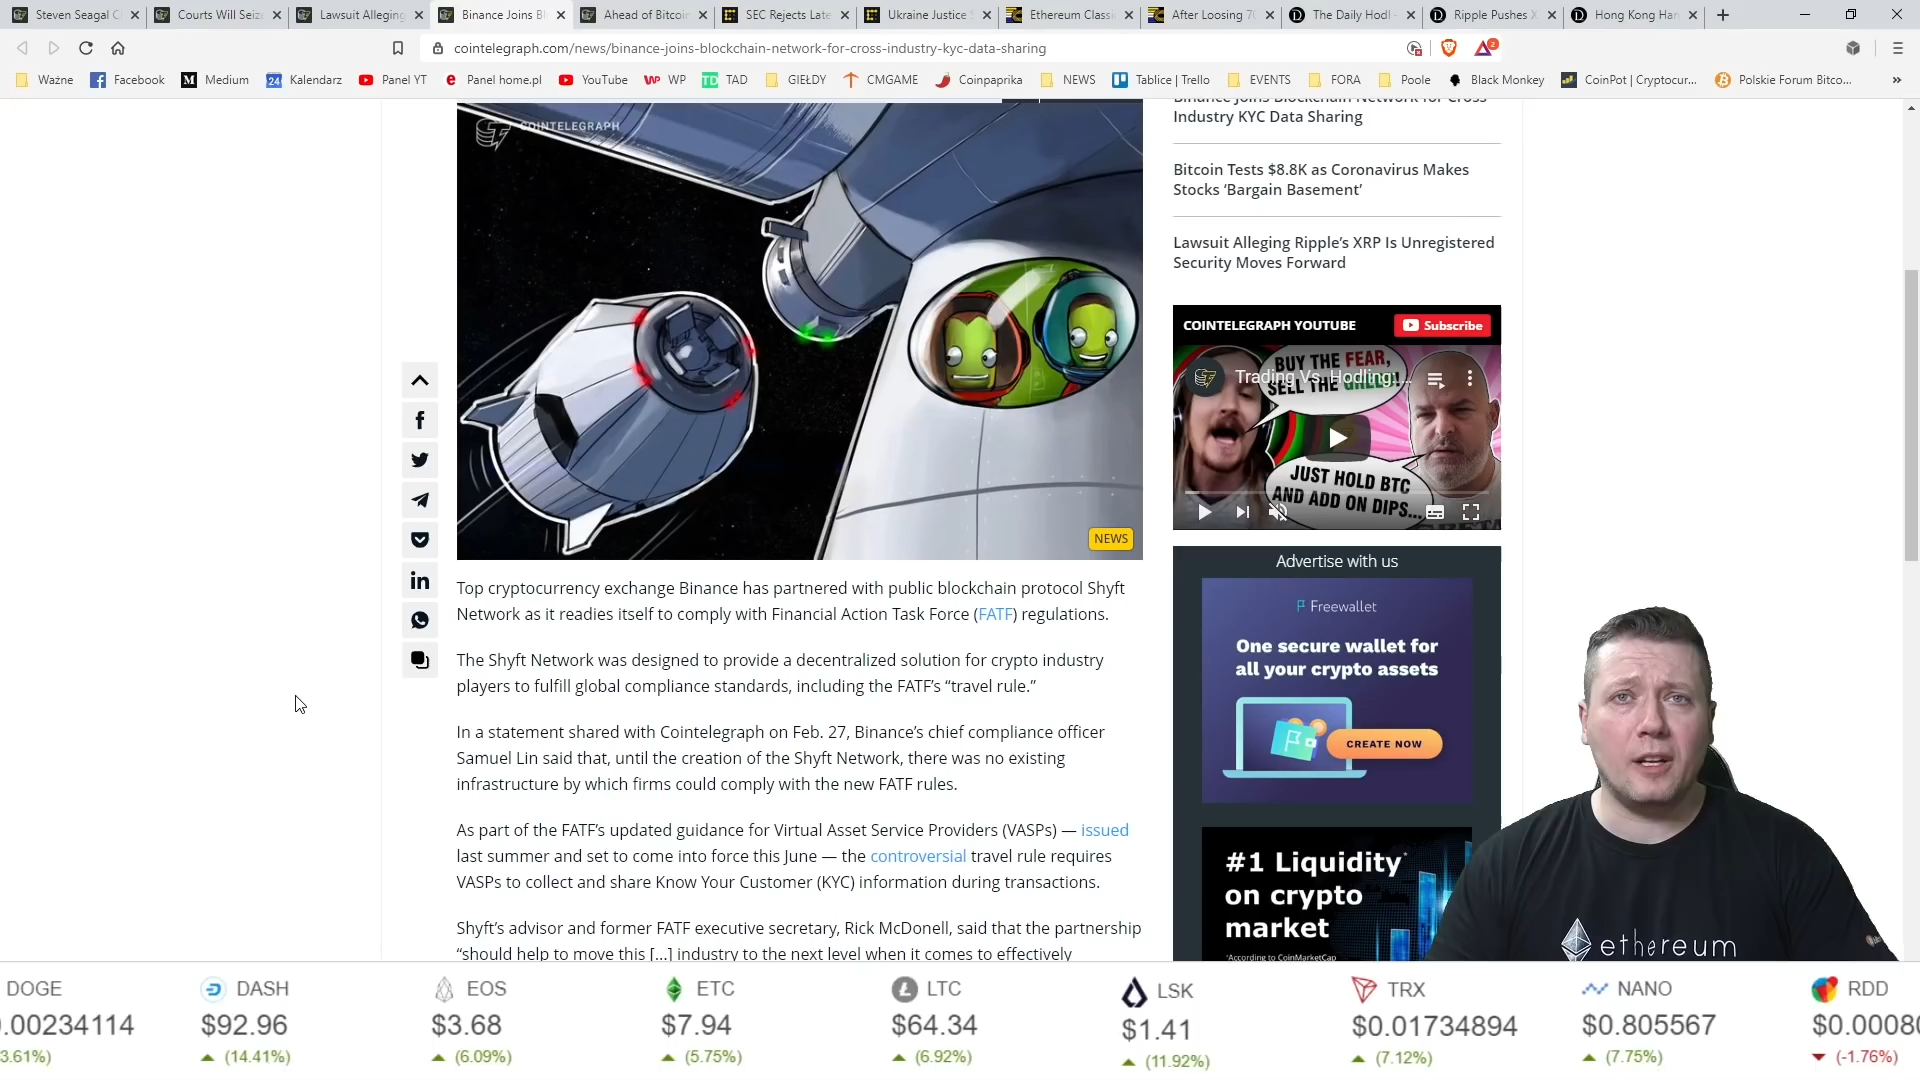 Steven Seagal C
Courts Will Seiz
Lawsuit Alleging
Binance Joins Bl
Ahead of Bitcoin
SEC Rejects Late
Ukraine Justice S
Ethereum Classi
After Loosing 70
The Daily Hodl -
Ripple Pushes X
Hong Kong Han
cointelegraph.com/news/binance-joins-blockchain-network-for-cross-industry-kyc-data-sharing
2
Ważne
Facebook
Medium
24 Kalendarz
Panel YT
Panel home.pl
YouTube
WP
TAD
GIEŁDY
CMGAME
Coinpaprika
NEWS
Tablice | Trello
EVENTS
FORA
Poole
Black Monkey
CoinPot | Cryptocur...
Polskie Forum Bitco...
COINTELEGRAPH
NEWS
Top cryptocurrency exchange Binance has partnered with public blockchain protocol Shyft
Network as it readies itself to comply with Financial Action Task Force (FATF) regulations.
The Shyft Network was designed to provide a decentralized solution for crypto industry
players to fulfill global compliance standards, including the FATF’s “travel rule.”
In a statement shared with Cointelegraph on Feb. 27, Binance’s chief compliance officer
Samuel Lin said that, until the creation of the Shyft Network, there was no existing
infrastructure by which firms could comply with the new FATF rules.
As part of the FATF’s updated guidance for Virtual Asset Service Providers (VASPs) — issued
last summer and set to come into force this June — the controversial travel rule requires
VASPs to collect and share Know Your Customer (KYC) information during transactions.
Shyft’s advisor and former FATF executive secretary, Rick McDonell, said that the partnership
“should help to move this [...] industry to the next level when it comes to effectively
Binance Joins Blockchain Network for Cross
Industry KYC Data Sharing
Bitcoin Tests $8.8K as Coronavirus Makes
Stocks ‘Bargain Basement’
Lawsuit Alleging Ripple’s XRP Is Unregistered
Security Moves Forward
COINTELEGRAPH YOUTUBE
Subscribe
Trading Vs. Hodling:...
BUY THE FEAR,
SELL THE GREED!
JUST HOLD BTC
AND ADD ON DIPS...
Advertise with us
Freewallet
One secure wallet for
all your crypto assets
CREATE NOW
#1 Liquidity*
on crypto
market
*According to CoinMarketCap
ethereum
DOGE
0.00234114
3.61%)
DASH
$92.96
(14.41%)
EOS
$3.68
(6.09%)
ETC
$7.94
(5.75%)
LTC
$64.34
(6.92%)
LSK
$1.41
(11.92%)
TRX
$0.01734894
(7.12%)
NANO
$0.805567
(7.75%)
RDD
$0.00080
(-1.76%)